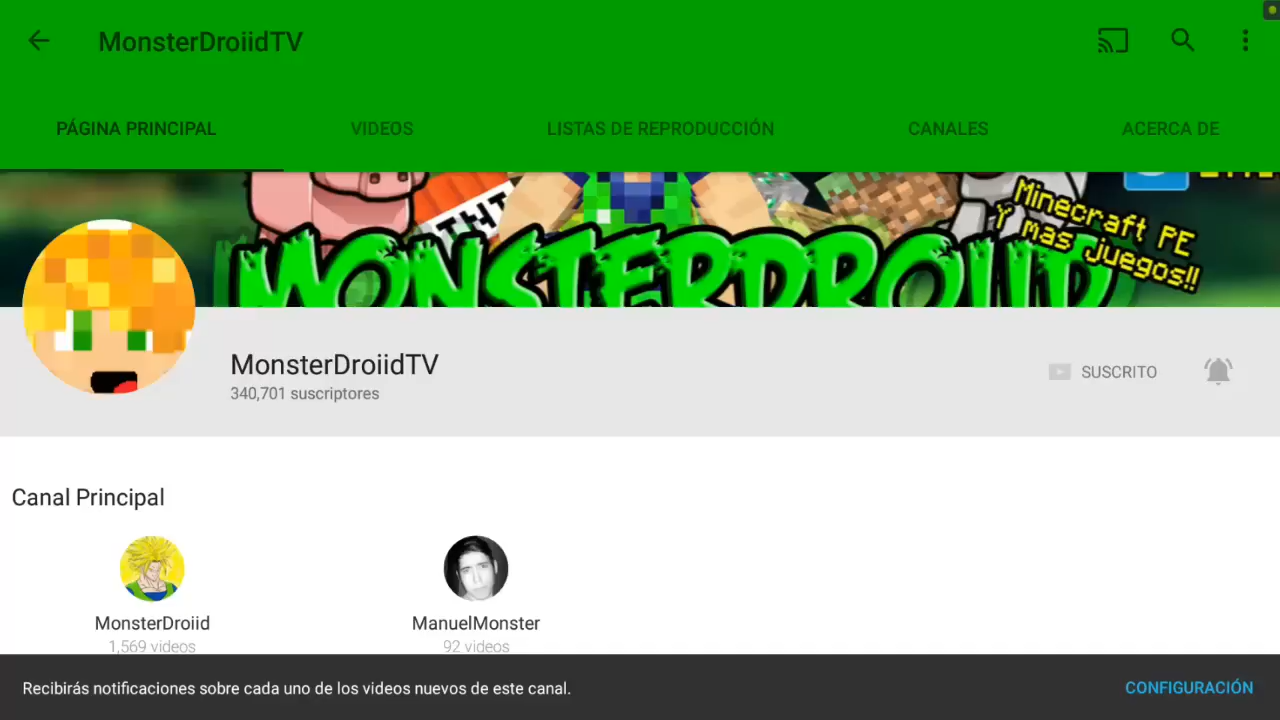 MonsterDroiidTV
PÁGINA PRINCIPAL
VIDEOS
LISTAS DE REPRODUCCIÓN
CANALES
ACERCA DE
TNT
MONSTERDROIID
Minecraft PE
Y mas juegos!!
MonsterDroiidTV
340,701 suscriptores
SUSCRITO
Canal Principal
MonsterDroiid
1,569 videos
ManuelMonster
92 videos
Recibirás notificaciones sobre cada uno de los videos nuevos de este canal.
CONFIGURACIÓN